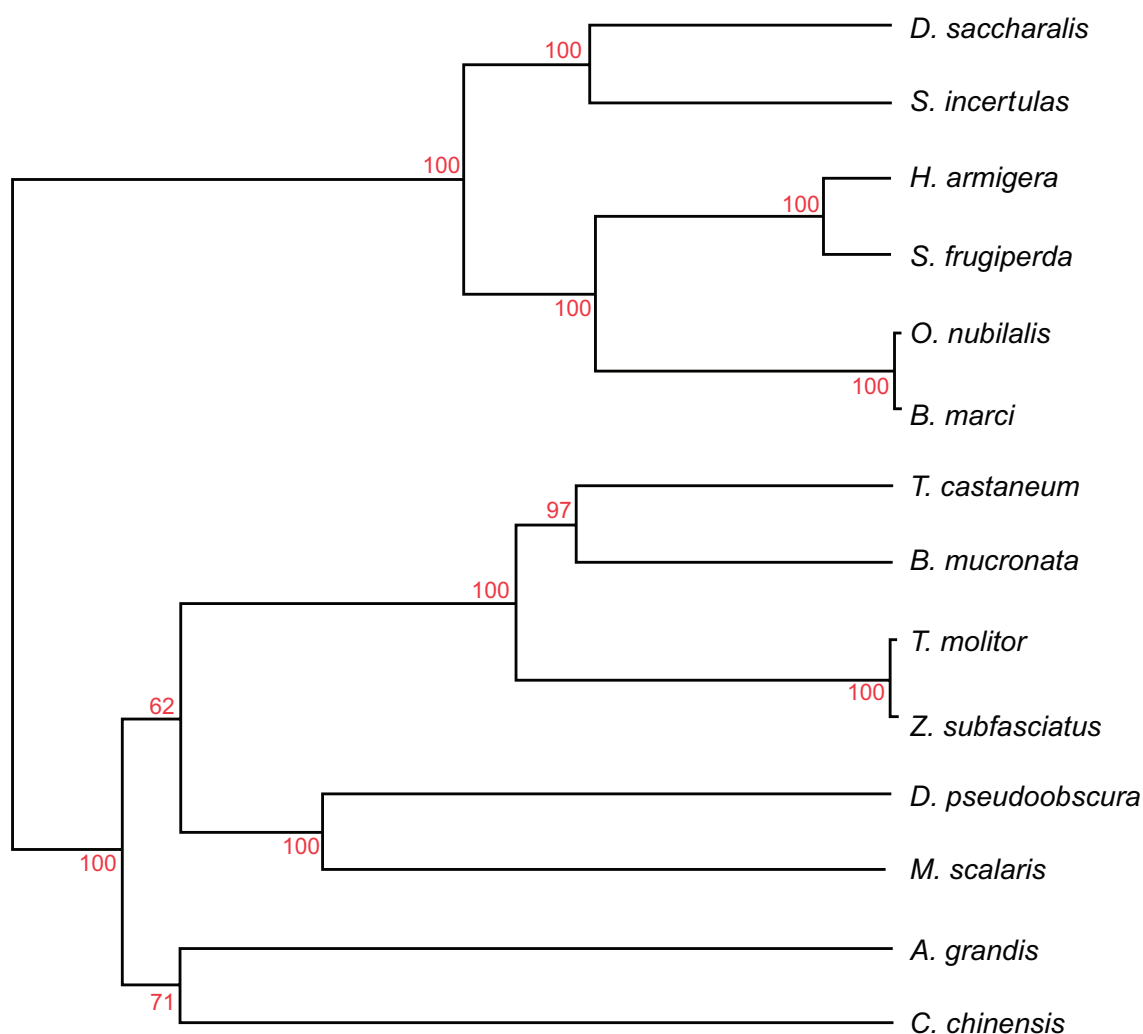 D. saccharalis
100
S. incertulas
100
H. armigera
100
S. frugiperda
100
O. nubilalis
100
B. marci
T. castaneum
97
B. mucronata
100
T. molitor
100
Z. subfasciatus
62
D. pseudoobscura
100
M. scalaris
100
A. grandis
71
C. chinensis